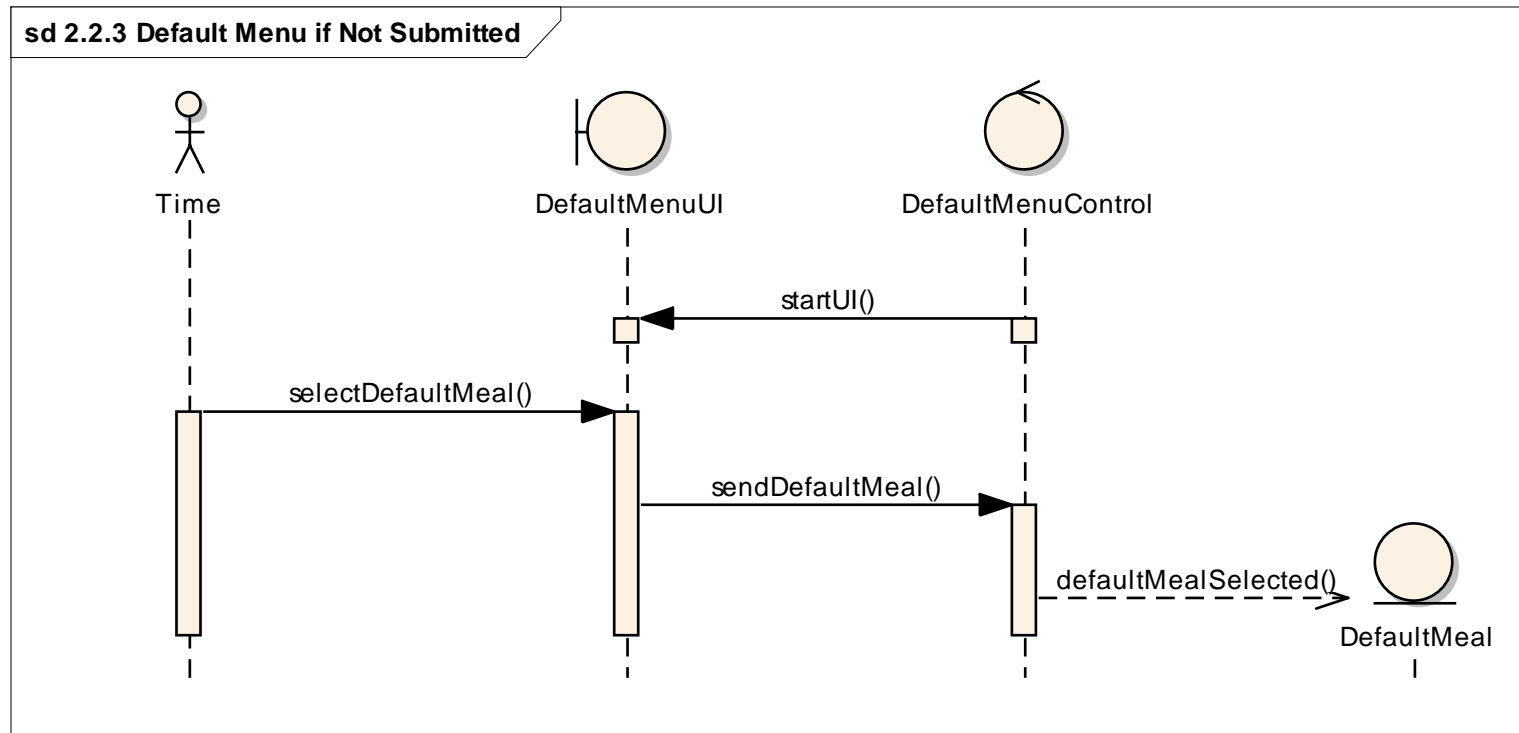 sd 2.2.3 Default Menu if Not Submitted
Time
DefaultMenuUI
DefaultMenuControl
startUI()
selectDefaultMeal()
sendDefaultMeal()
defaultMealSelected()
DefaultMeal